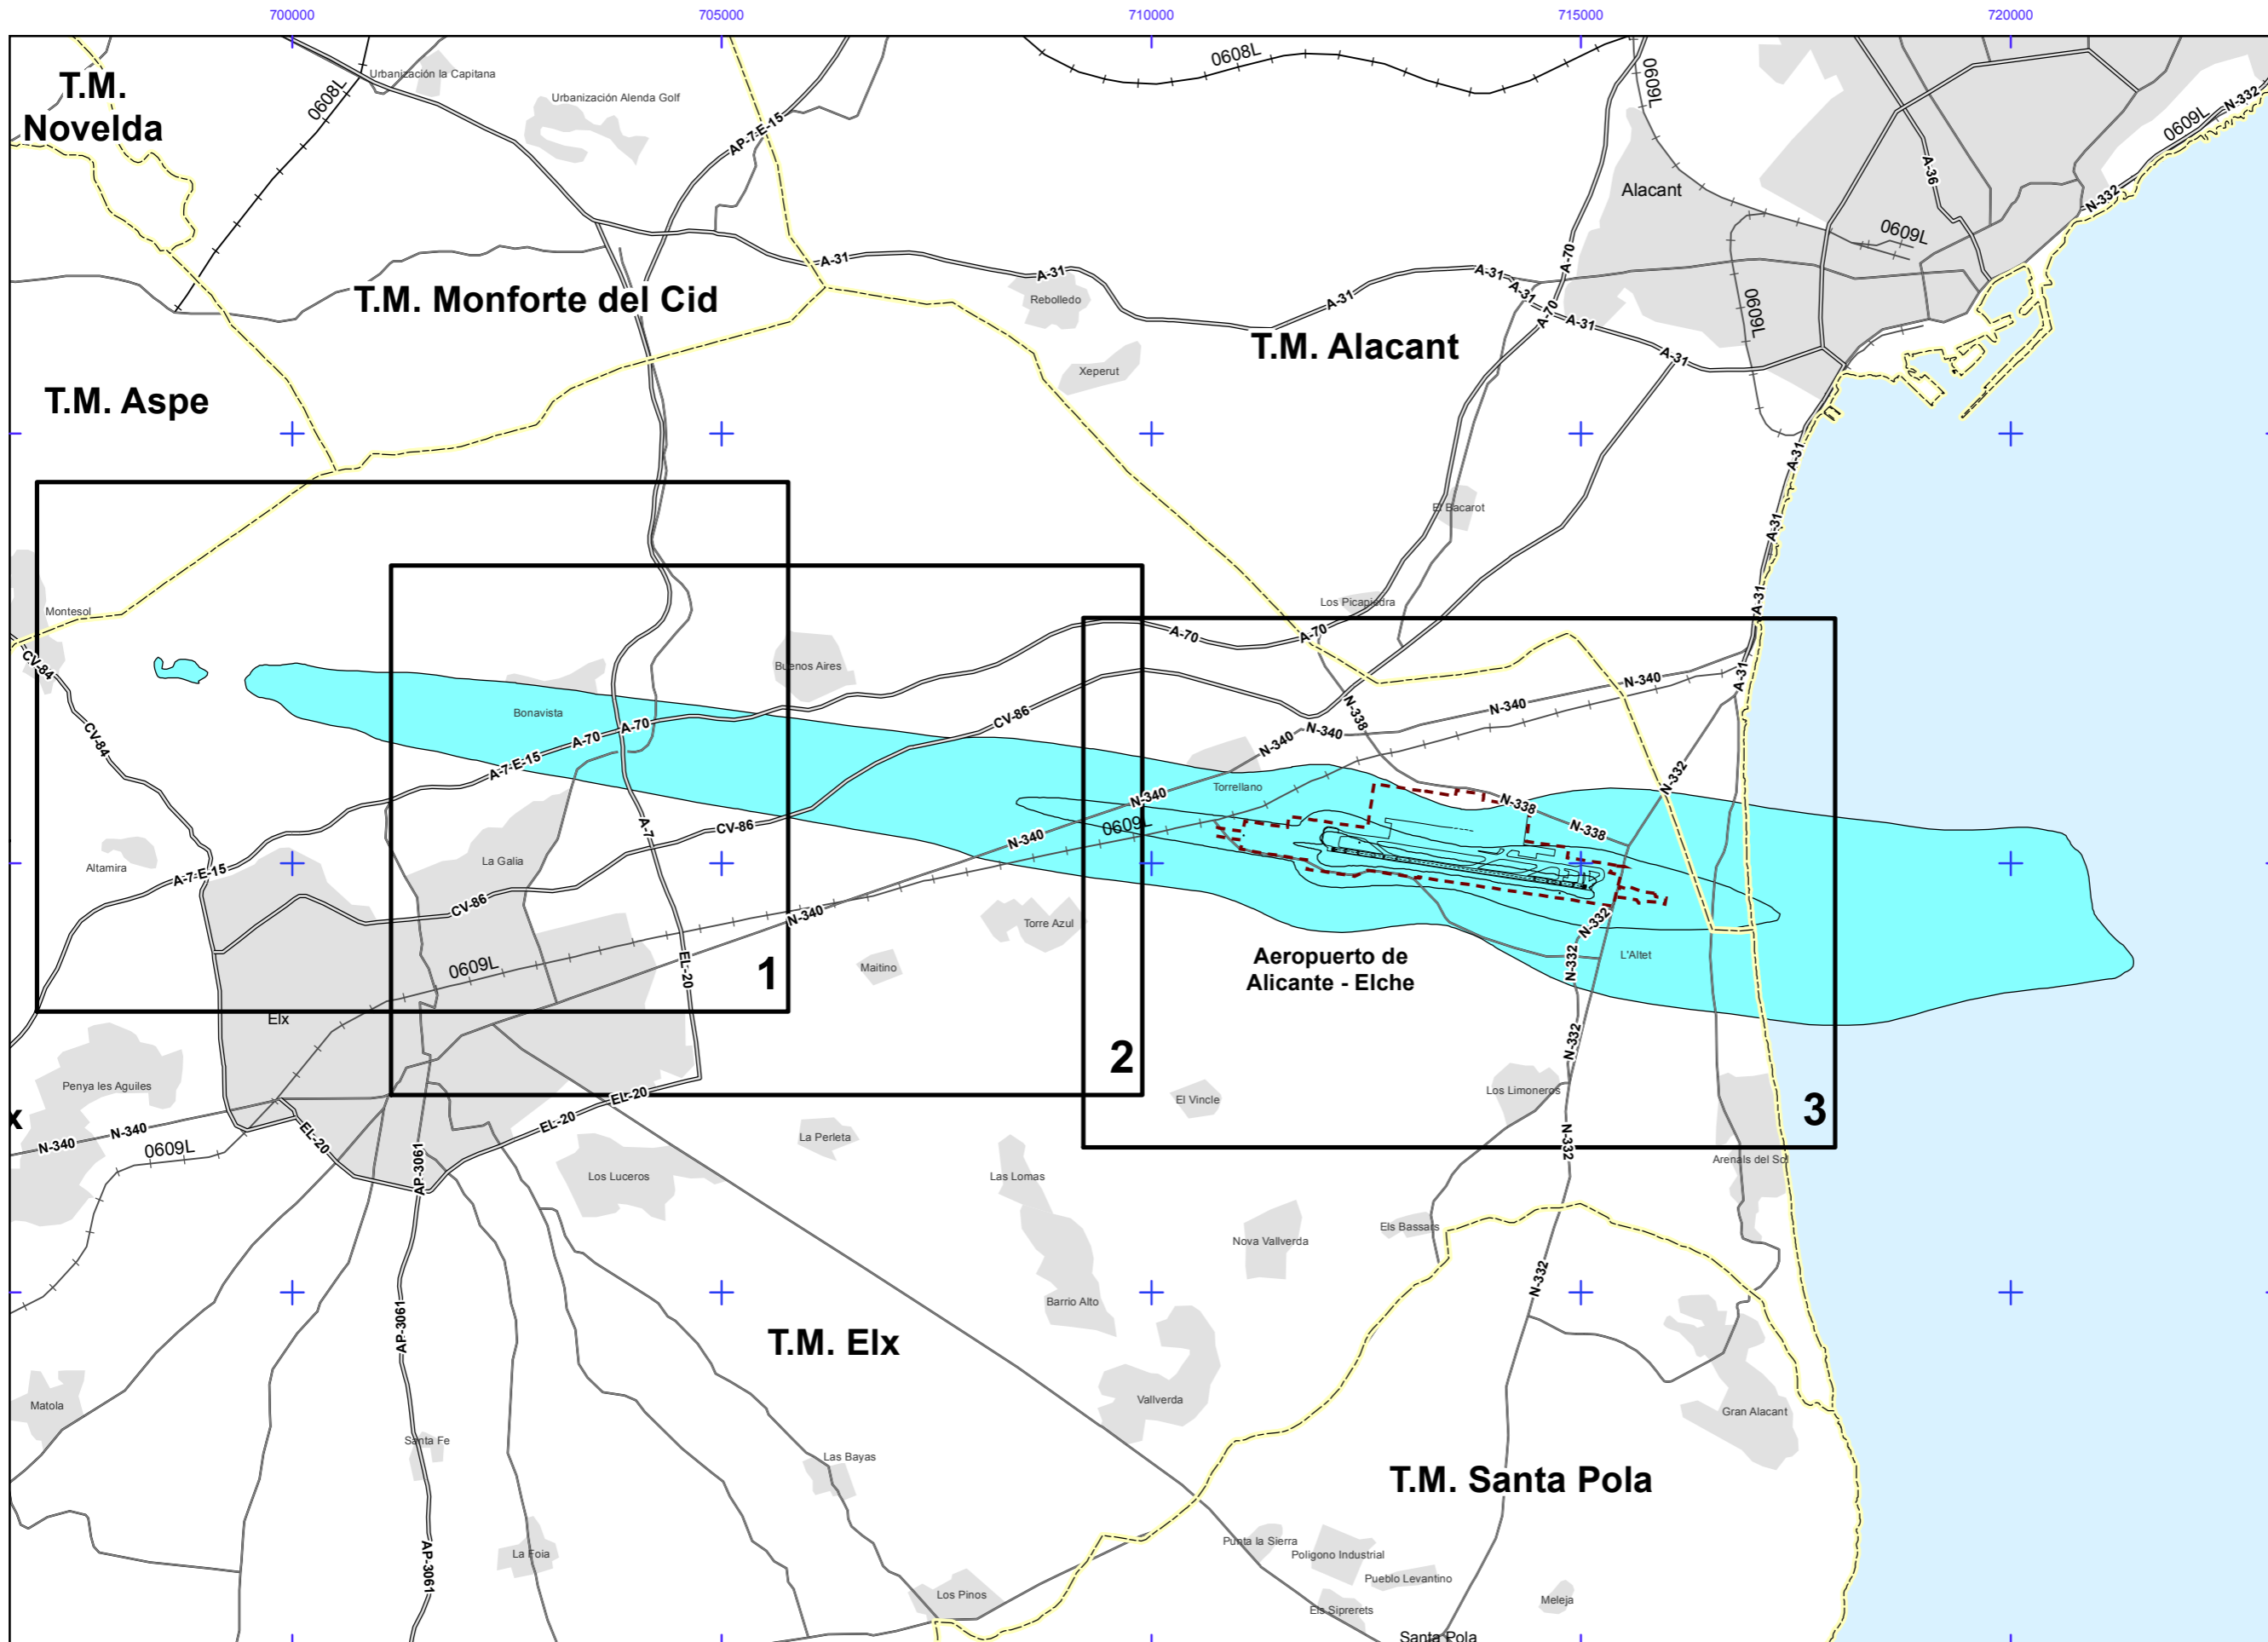 700000
705000
710000
715000
720000
Urbanización la Capitana
T.M.
Novelda
0608L
0608L
0609L
Urbanización Alenda Golf
AP-7-E-15
N-332
0609L
A-36
N-332
Alacant
0609L
A-70
A-31
A-31
A-31
A-31
A-31
A-70
A-31
A-31
0609L
T.M. Monforte del Cid
Rebolledo
T.M. Alacant
Xeperut
T.M. Aspe
A-31
El Bacarot
A-31
A-31
Montesol
Los Picapiedra
A-70
A-70
CV-84
Buenos Aires
A-31
N-340
N-340
N-338
Bonavista
CV-86
A-70
A-70
N-340
N-340
CV-84
A-7-E-15
N-332
Torrellano
N-340
N-338
N-338
0609L
CV-86
A-7
N-340
Altamira
La Galia
A-7-E-15
CV-86
N-340
Torre Azul
N-332
L'Altet
Aeropuerto de
Alicante - Elche
N-332
0609L
EL-20
1
Maitino
Elx
N-332
2
Penya les Aguiles
Los Limoneros
El Vincle
3
x
EL-20
EL-20
N-340
N-340
0609L
EL-20
AP-3061
La Perleta
N-332
Arenals del Sol
Los Luceros
Las Lomas
Els Bassars
Nova Vallverda
N-332
Barrio Alto
AP-3061
T.M. Elx
Matola
Vallverda
Gran Alacant
Santa Fe
Las Bayas
T.M. Santa Pola
La Foia
AP-3061
Punta la Sierra
Poligono Industrial
Pueblo Levantino
Los Pinos
Meleja
Els Siprerets
Santa Pola